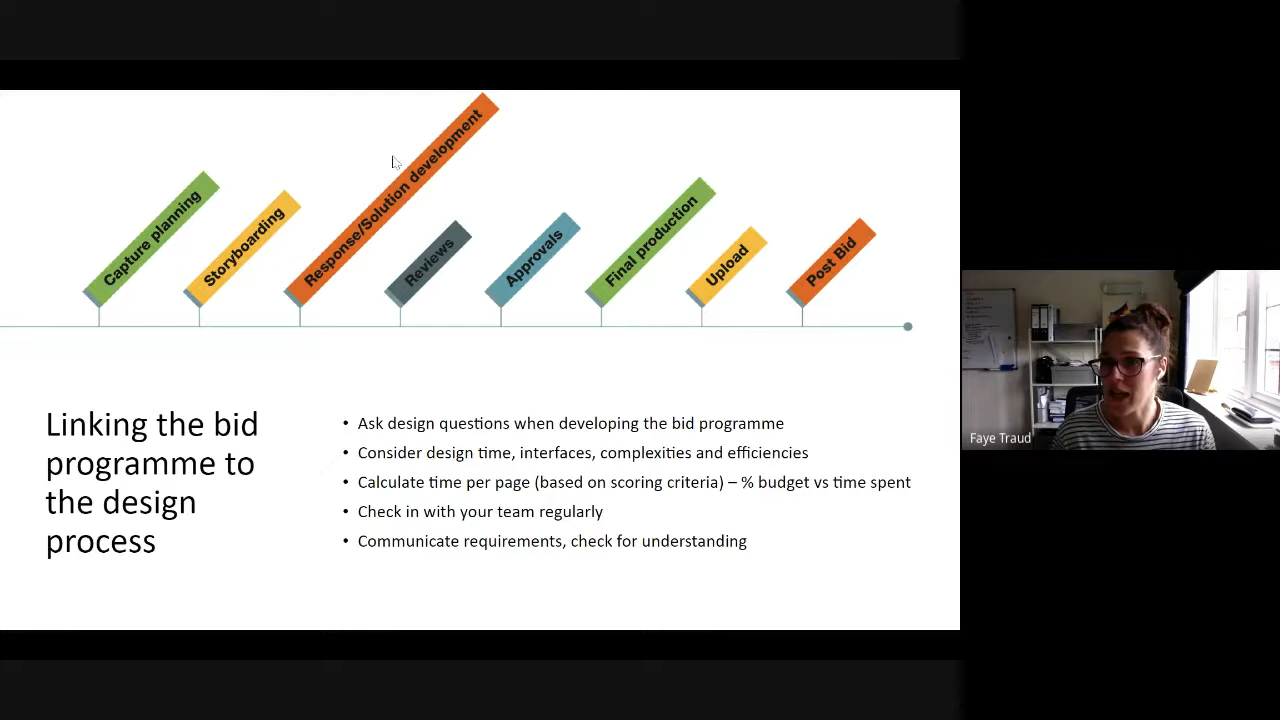 Capture planning
Storyboarding
Response/Solution development
Reviews
Approvals
Final production
Upload
Post Bid
Linking the bid
programme to
the design
process
• Ask design questions when developing the bid programme
• Consider design time, interfaces, complexities and efficiencies
• Calculate time per page (based on scoring criteria) – % budget vs time spent
• Check in with your team regularly
• Communicate requirements, check for understanding
Faye Traud